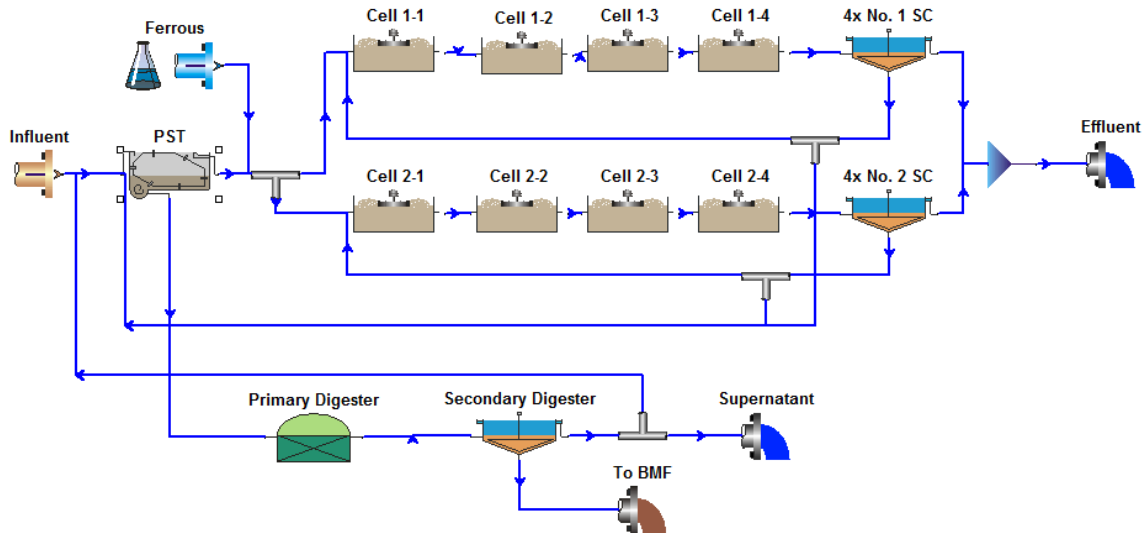 Ferrous
Cell 1-1
Cell 1-2
Cell 1-3
Cell 1-4
4x No. 1 SC
Influent
PST
Effluent
Cell 2-1
Cell 2-2
Cell 2-3
Cell 2-4
4x No. 2 SC
Primary Digester
Secondary Digester
Supernatant
To BMF